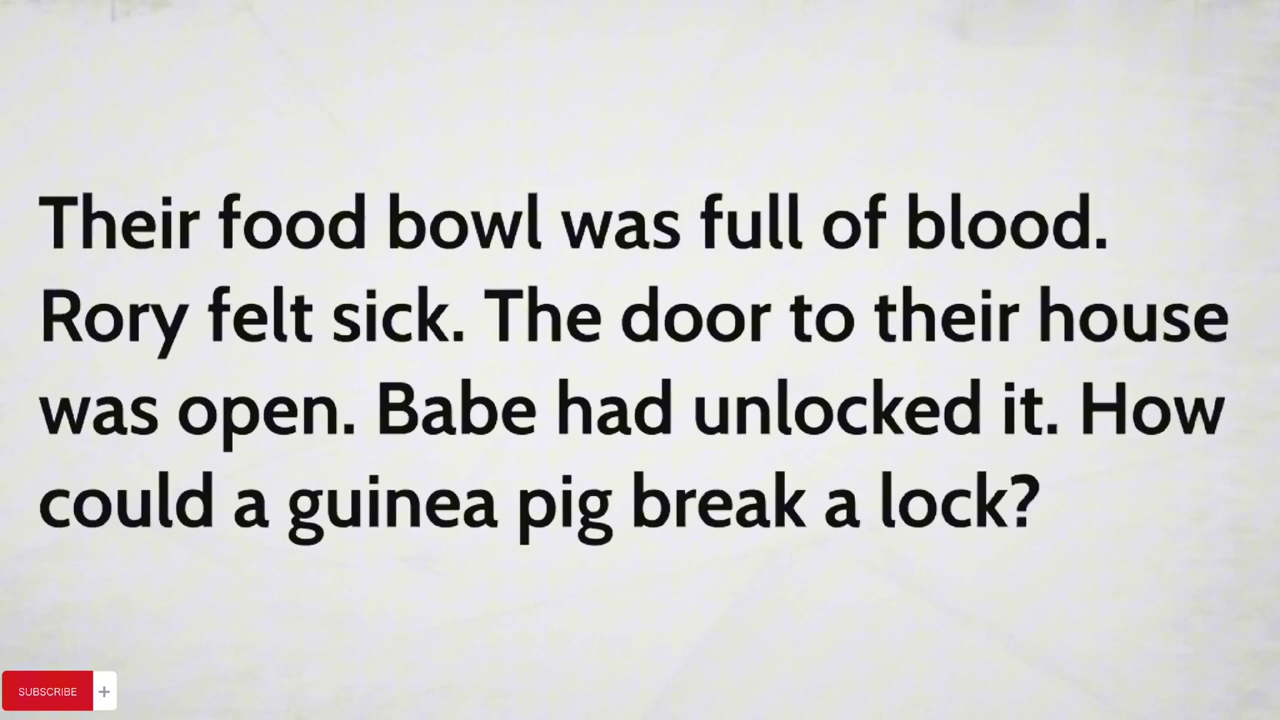 Their food bowl was full of blood.
Rory felt sick. The door to their house
was open. Babe had unlocked it. How
could a guinea pig break a lock?
SUBSCRIBE +